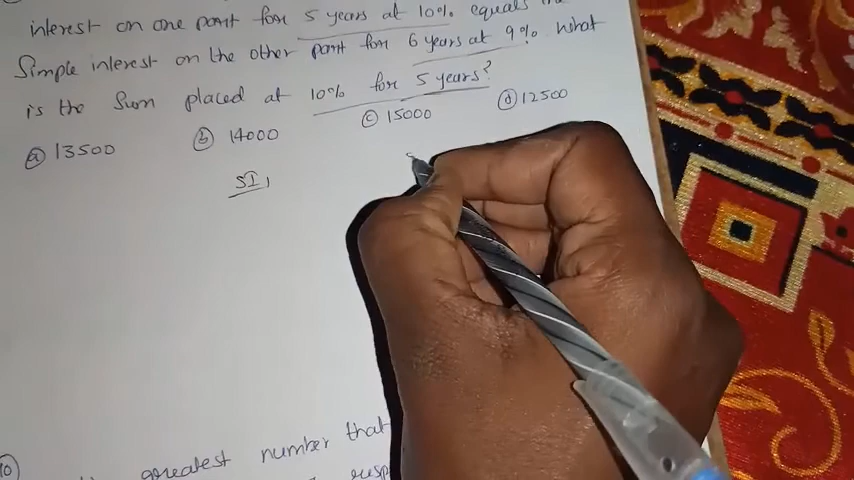 interest on one part for 5 years at 10% equals the
Simple interest on the other part for 6 years at 9%. What
is the Sum placed at 10% for 5 years?
ⓐ 13500 ⓑ 14000 ⓒ 15000 ⓓ 12500
SI,
10
greatest number that